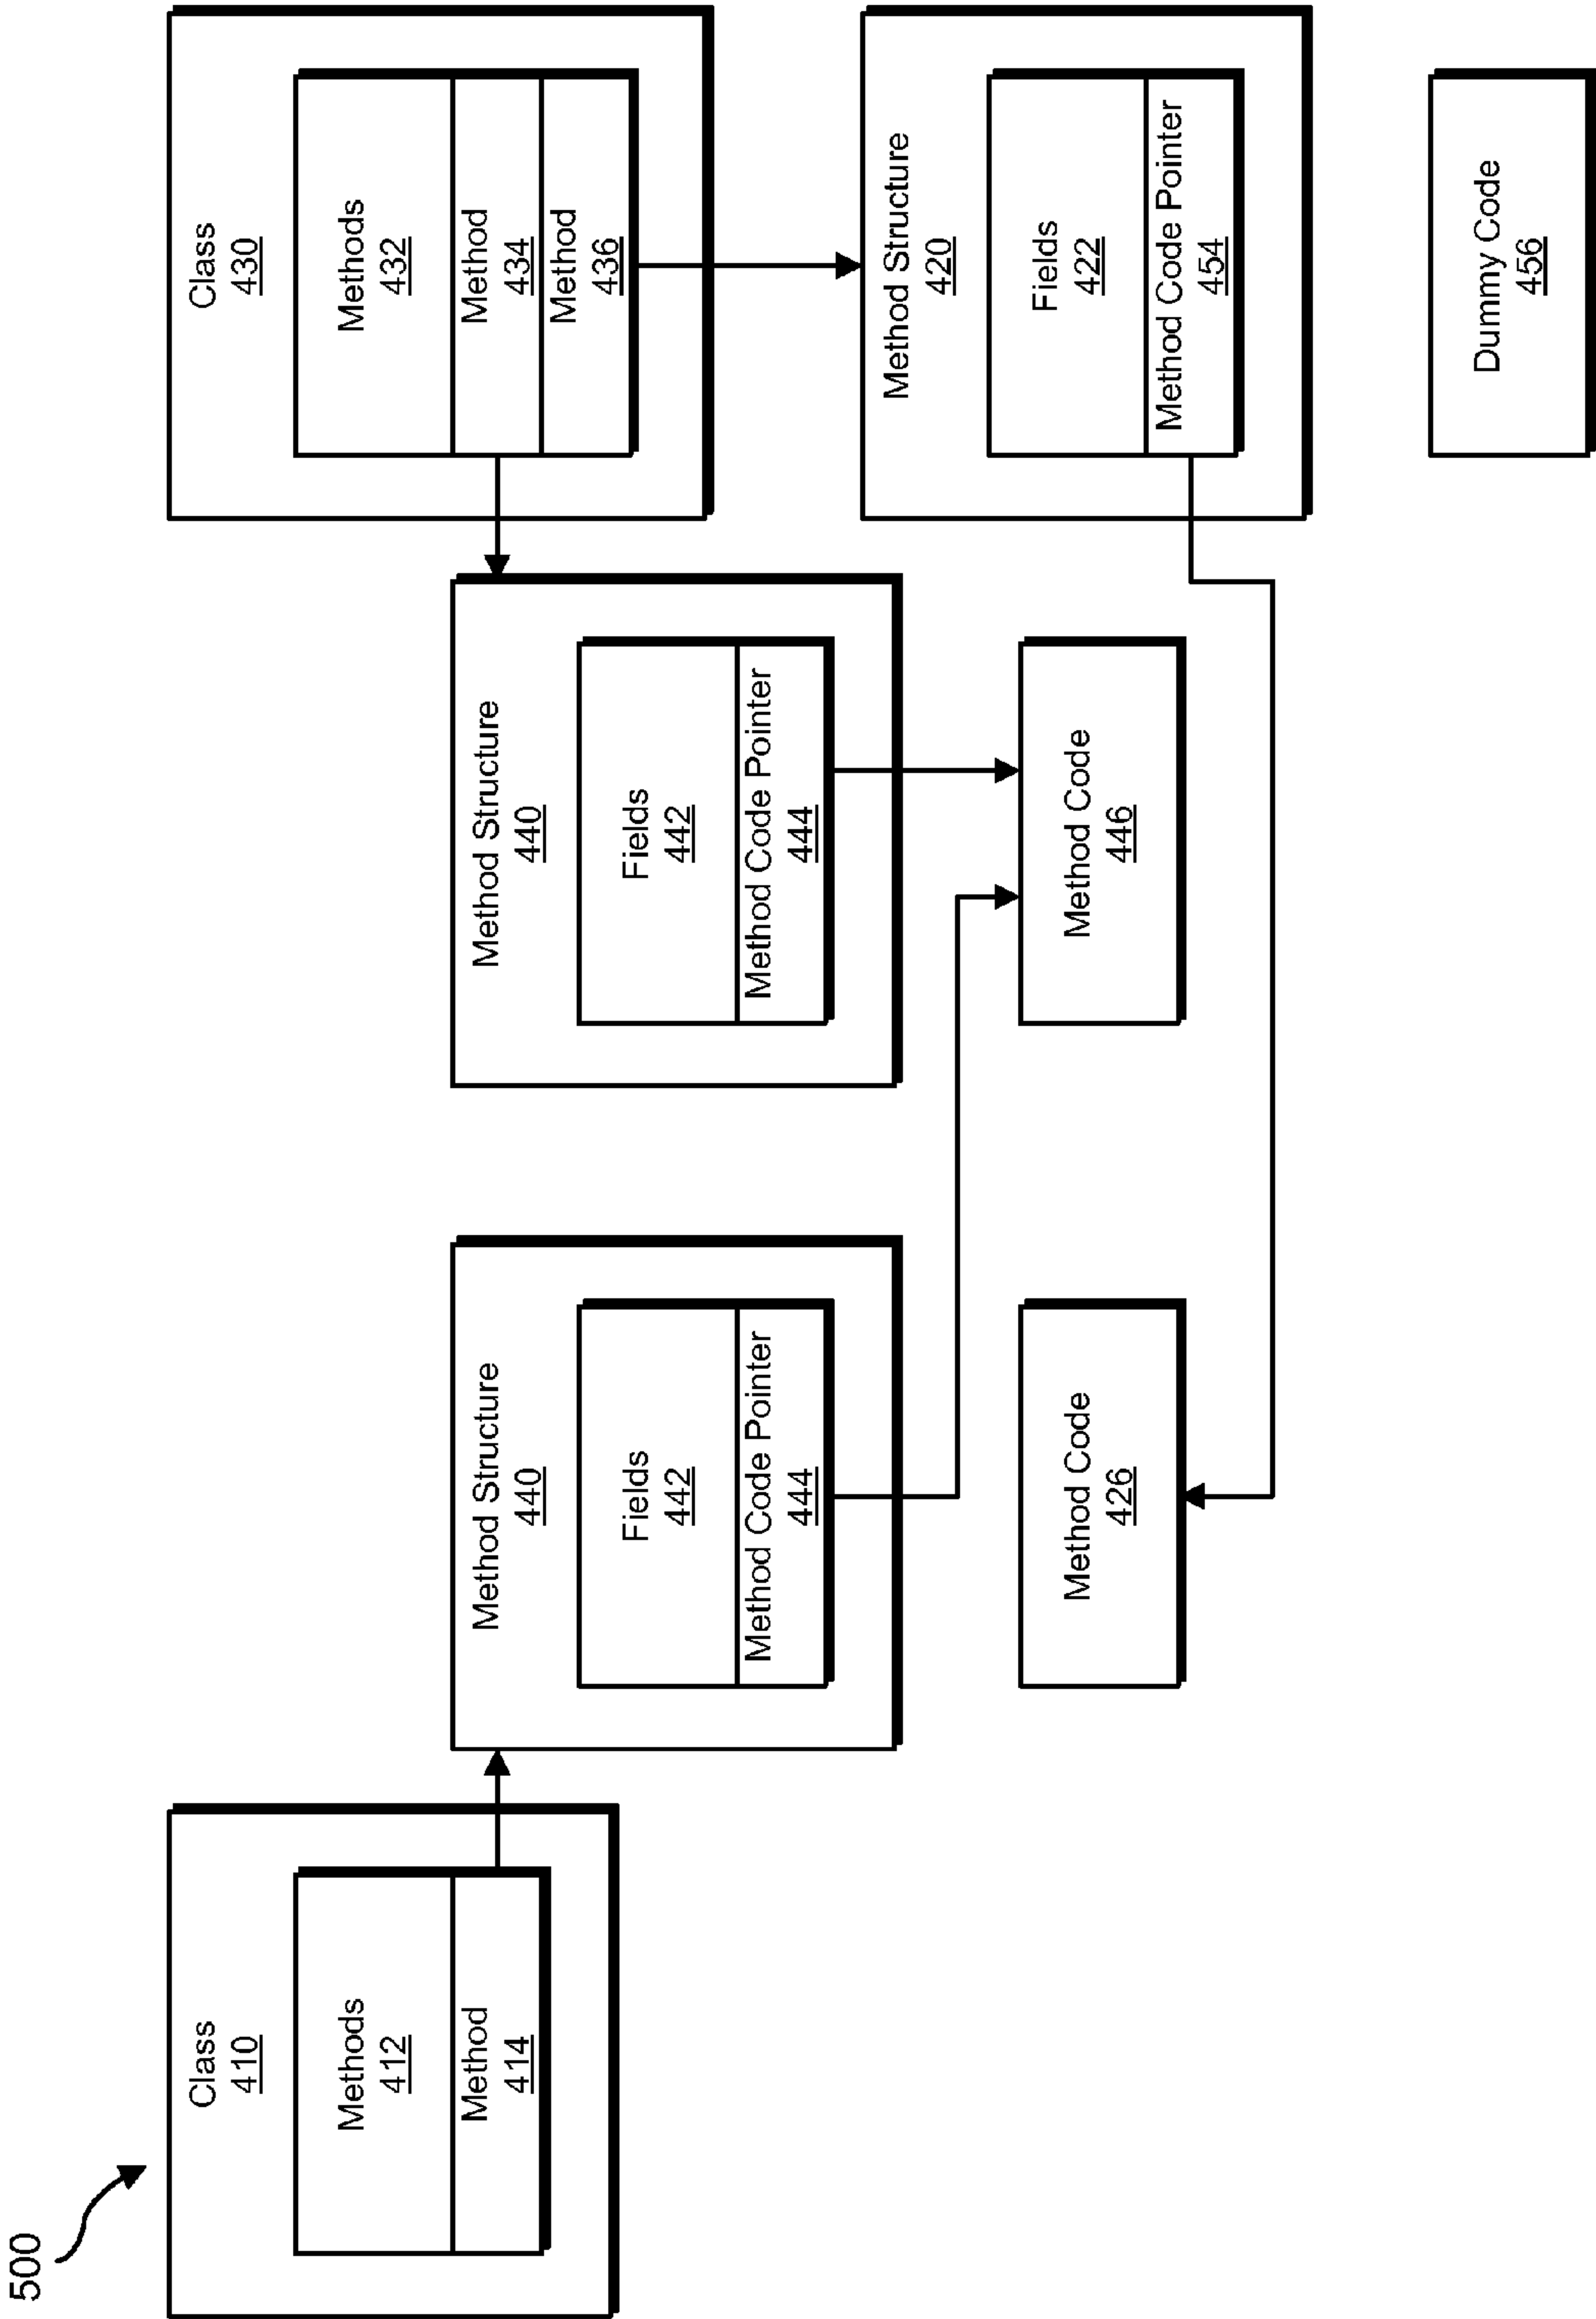 500
Class
410
Methods
412
Method
414
Method Structure
440
Fields
442
Method Code Pointer
444
Method Code
426
Method Structure
440
Fields
442
Method Code Pointer
444
Method Code
446
Class
430
Methods
432
Method
434
Method
436
Method Structure
420
Fields
422
Method Code Pointer
454
Dummy Code
456